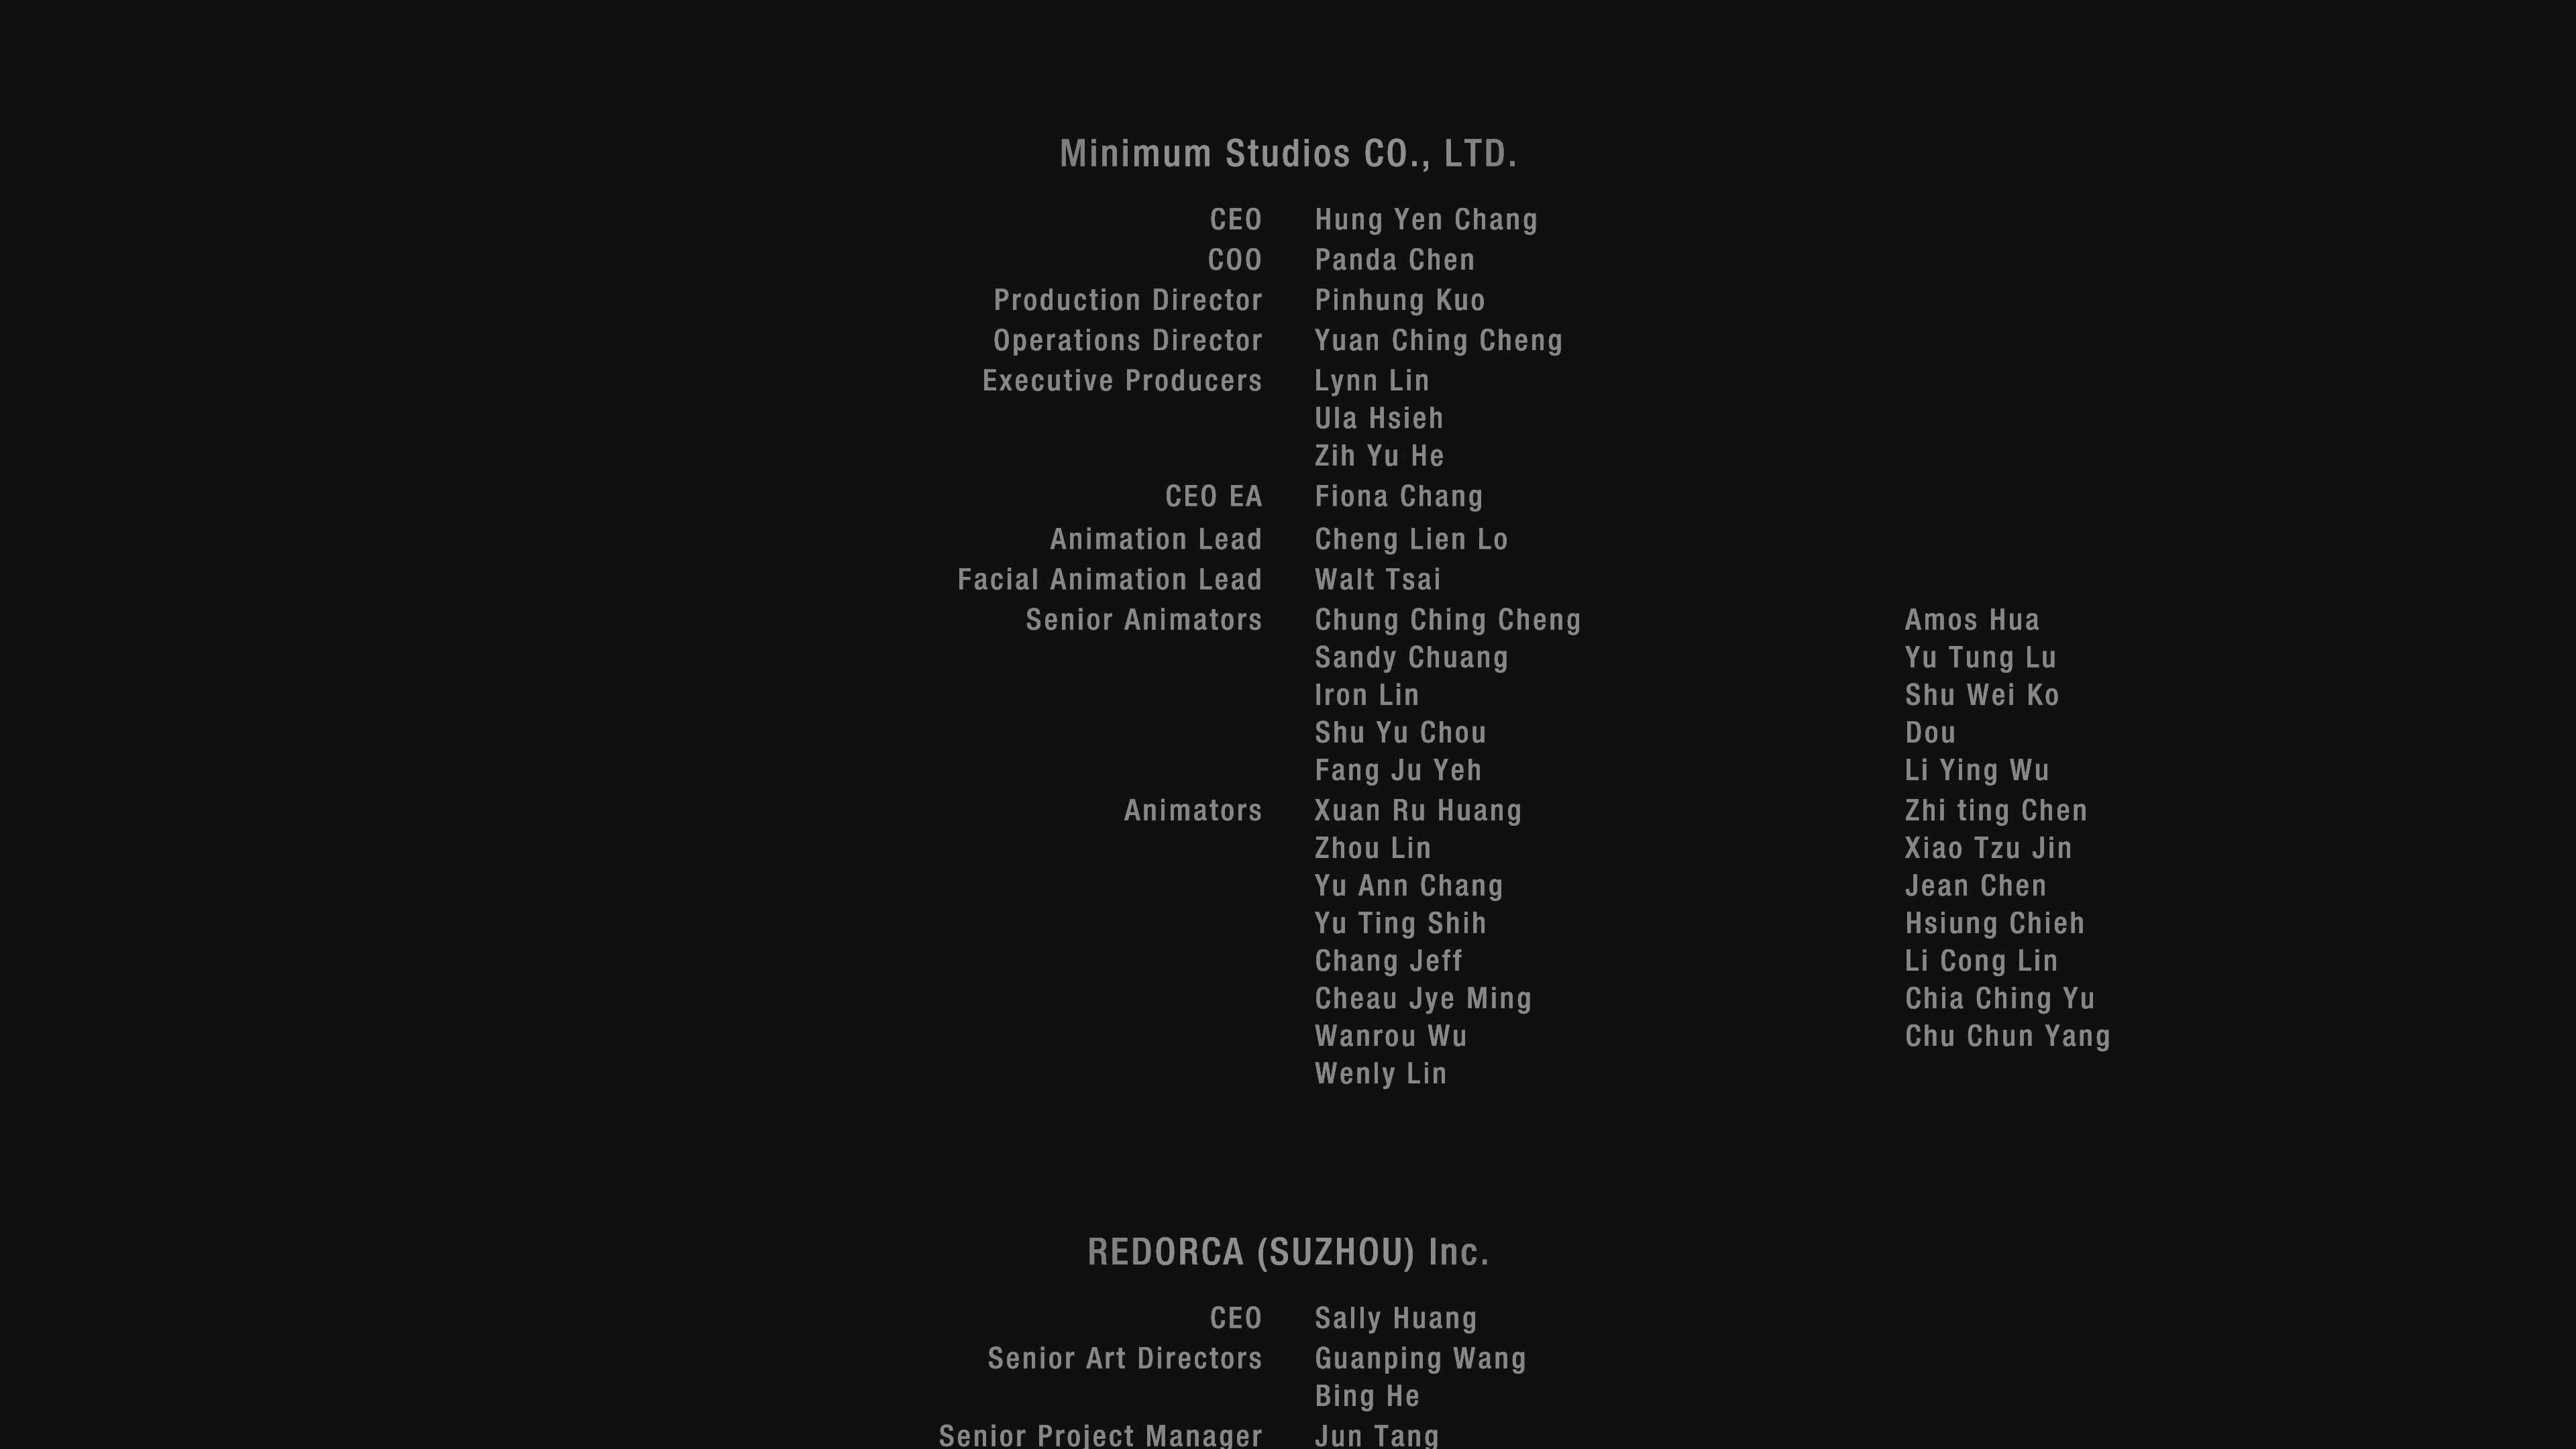 Minimum Studios CO., LTD.
CEO Hung Yen Chang
COO Panda Chen
Production Director Pinhung Kuo
Operations Director Yuan Ching Cheng
Executive Producers Lynn Lin
Ula Hsieh
Zih Yu He
CEO EA Fiona Chang
Animation Lead Cheng Lien Lo
Facial Animation Lead Walt Tsai
Senior Animators Chung Ching Cheng Amos Hua
Sandy Chuang Yu Tung Lu
Iron Lin Shu Wei Ko
Shu Yu Chou Dou
Fang Ju Yeh Li Ying Wu
Animators Xuan Ru Huang Zhi ting Chen
Zhou Lin Xiao Tzu Jin
Yu Ann Chang Jean Chen
Yu Ting Shih Hsiung Chieh
Chang Jeff Li Cong Lin
Cheau Jye Ming Chia Ching Yu
Wanrou Wu Chu Chun Yang
Wenly Lin
REDORCA (SUZHOU) Inc.
CEO Sally Huang
Senior Art Directors Guanping Wang
Bing He
Senior Project Manager Jun Tang